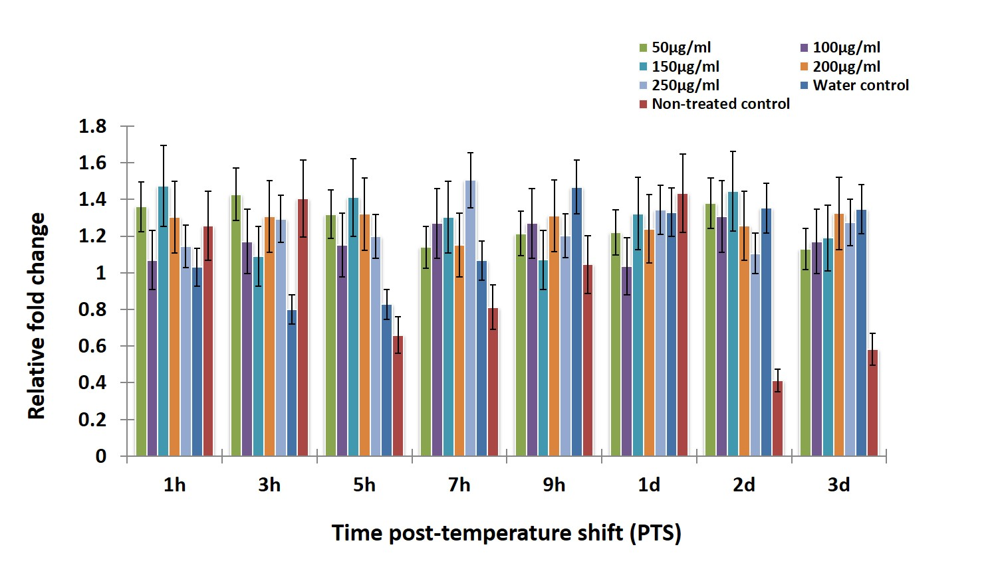 50µg/ml 100µg/ml
150µg/ml 200µg/ml
250µg/ml Water control
Non-treated control
1.8
1.6
1.4
1.2
1
0.8
0.6
0.4
0.2
0
Relative fold change
1h 3h 5h 7h 9h 1d 2d 3d
Time post-temperature shift (PTS)